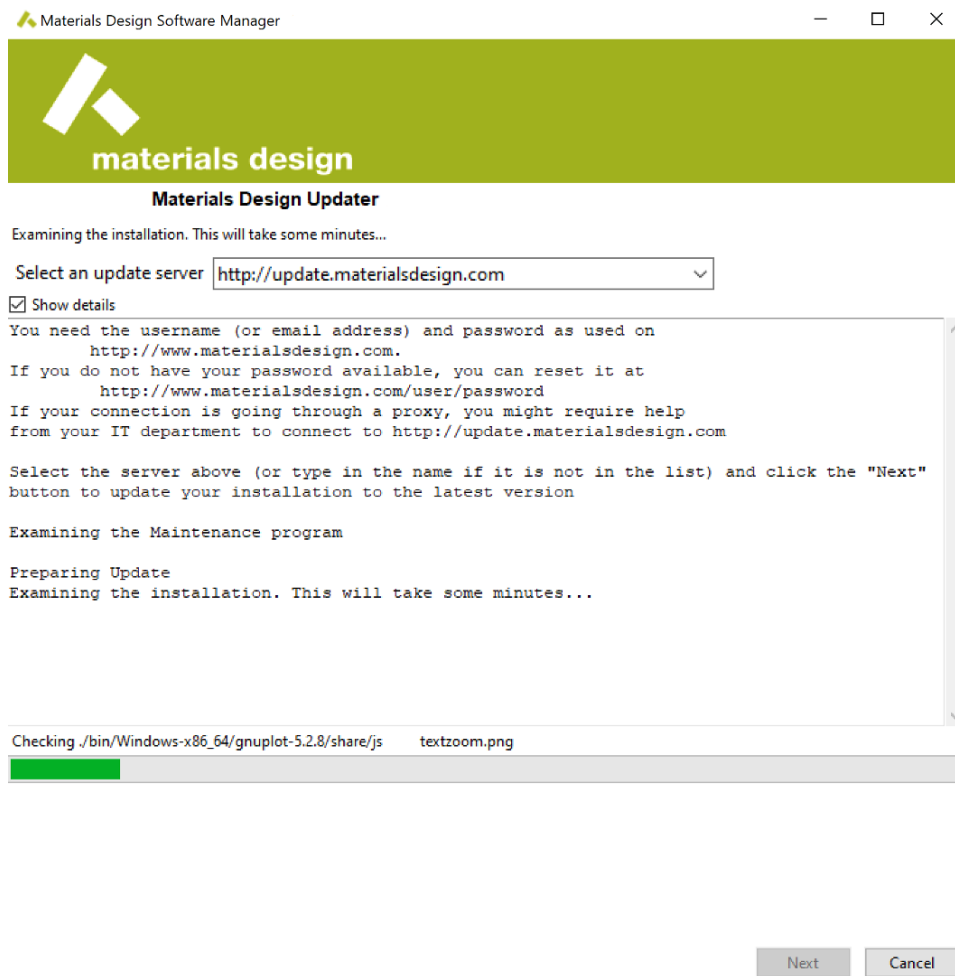 Materials Design Software Manager
materials design
Materials Design Updater
Examining the installation. This will take some minutes...
Select an update server http://update.materialsdesign.com
Show details
You need the username (or email address) and password as used on
http://www.materialsdesign.com.
If you do not have your password available, you can reset it at
http://www.materialsdesign.com/user/password
If your connection is going through a proxy, you might require help
from your IT department to connect to http://update.materialsdesign.com
Select the server above (or type in the name if it is not in the list) and click the "Next"
button to update your installation to the latest version
Examining the Maintenance program
Preparing Update
Examining the installation. This will take some minutes...
Checking ./bin/Windows-x86_64/gnuplot-5.2.8/share/js textzoom.png
Next Cancel